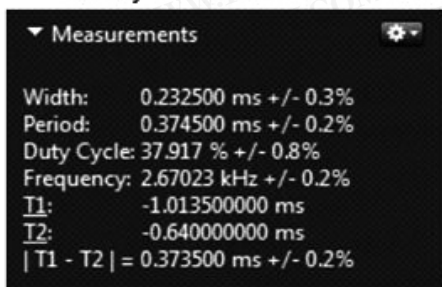 Measurements
Width: 0.232500 ms +/- 0.3%
Period: 0.374500 ms +/- 0.2%
Duty Cycle: 37.917 % +/- 0.8%
Frequency: 2.67023 kHz +/- 0.2%
T1: -1.013500000 ms
T2: -0.640000000 ms
| T1 - T2 | = 0.373500 ms +/- 0.2%